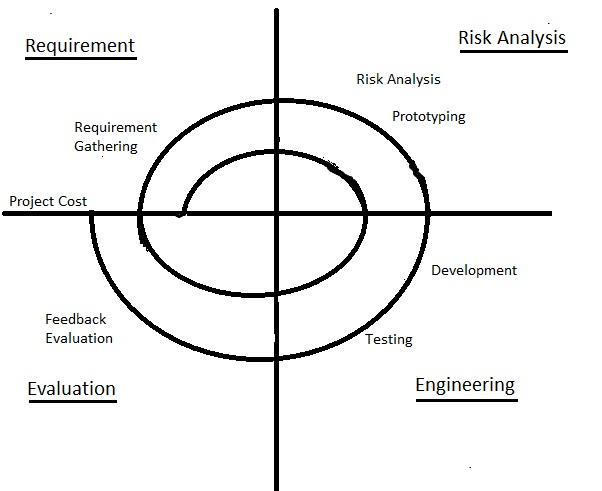 Requirement
Risk Analysis
Risk Analysis
Prototyping
Requirement
Gathering
Project Cost
Development
Feedback
Evaluation
Testing
Evaluation
Engineering